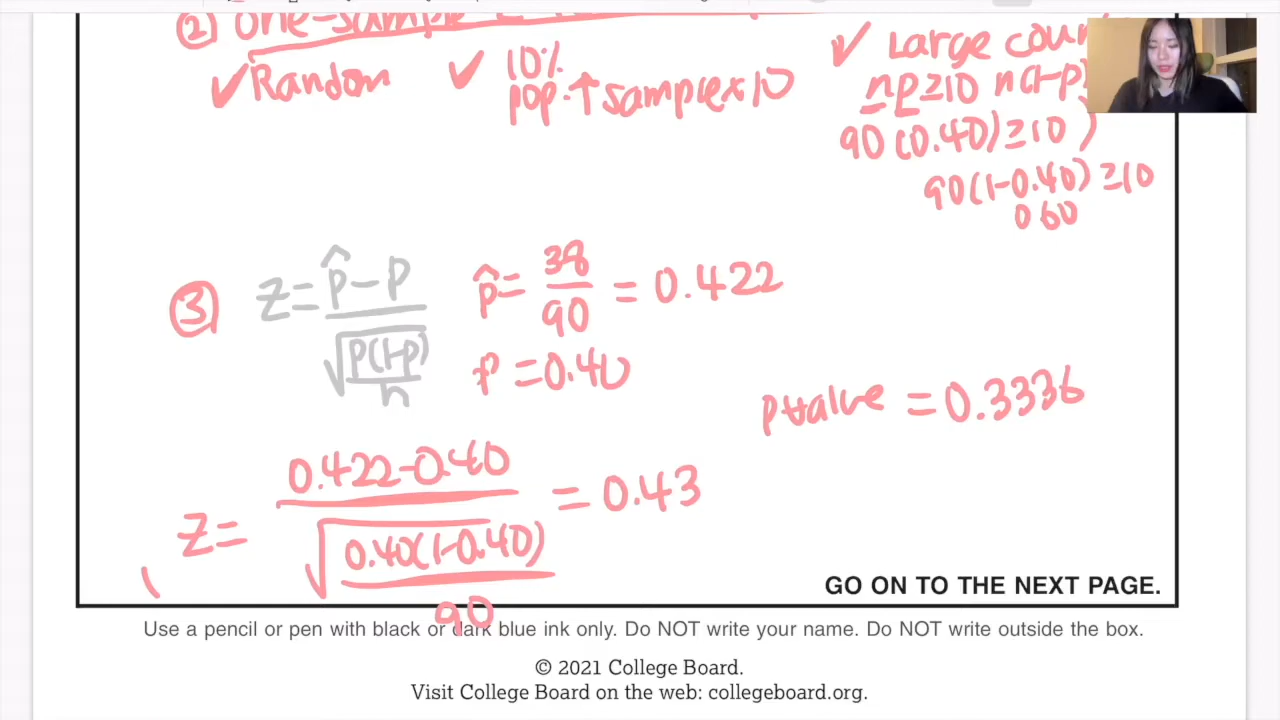 ② one-sample z
✓ Random ✓ 10% ✓ Large coun
pop. ↑ sample × 10 np ≥ 10 n(1-p)
90(0.40) ≥ 10
90(1-0.40) ≥ 10
0.60
③ z = p̂ - p / √(p(1-p)/n) p̂ = 38/90 = 0.422
p = 0.40
p value = 0.3336
z = 0.422-0.40 / √(0.40(1-0.40)/90) = 0.43
GO ON TO THE NEXT PAGE.
Use a pencil or pen with black or dark blue ink only. Do NOT write your name. Do NOT write outside the box.
© 2021 College Board.
Visit College Board on the web: collegeboard.org.